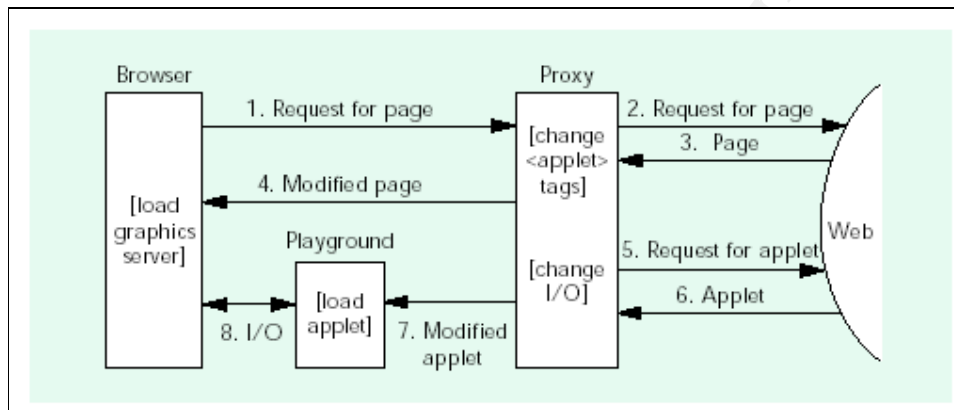 Browser
Proxy
1. Request for page
2. Request for page
[change
<applet>
tags]
3. Page
4. Modified page
[load
graphics
server]
Web
Playground
5. Request for applet
[change
I/O]
[load
applet]
6. Applet
8. I/O
7. Modified
applet